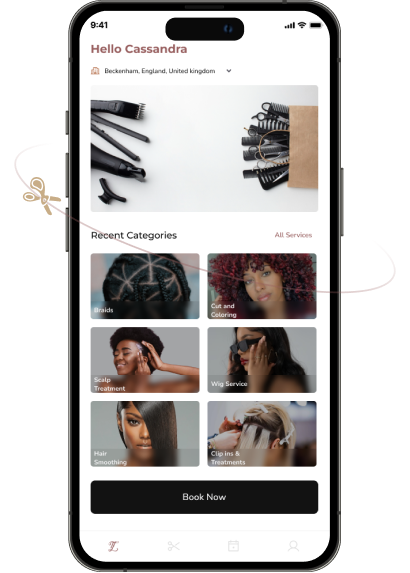 9:41
Hello Cassandra
Beckenham, England, United kingdom
Recent Categories
All Services
Braids
Cut and
Coloring
Scalp
Treatment
Wig Service
Hair
Smoothing
Clip ins &
Treatments
Book Now